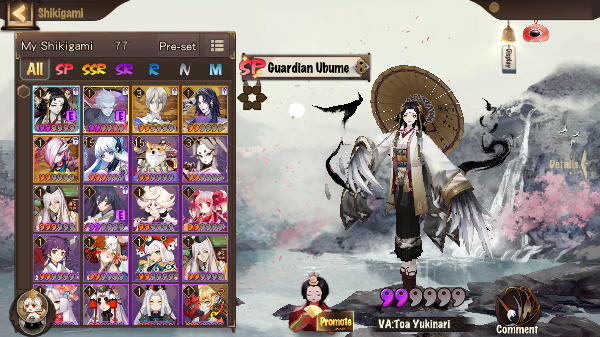 Shikigami
My Shikigami 77 Pre-set
All SP SSR SR R N M
SP Guardian Ubume
Display
Details
Promote
VA:Toa Yukinari
Comment